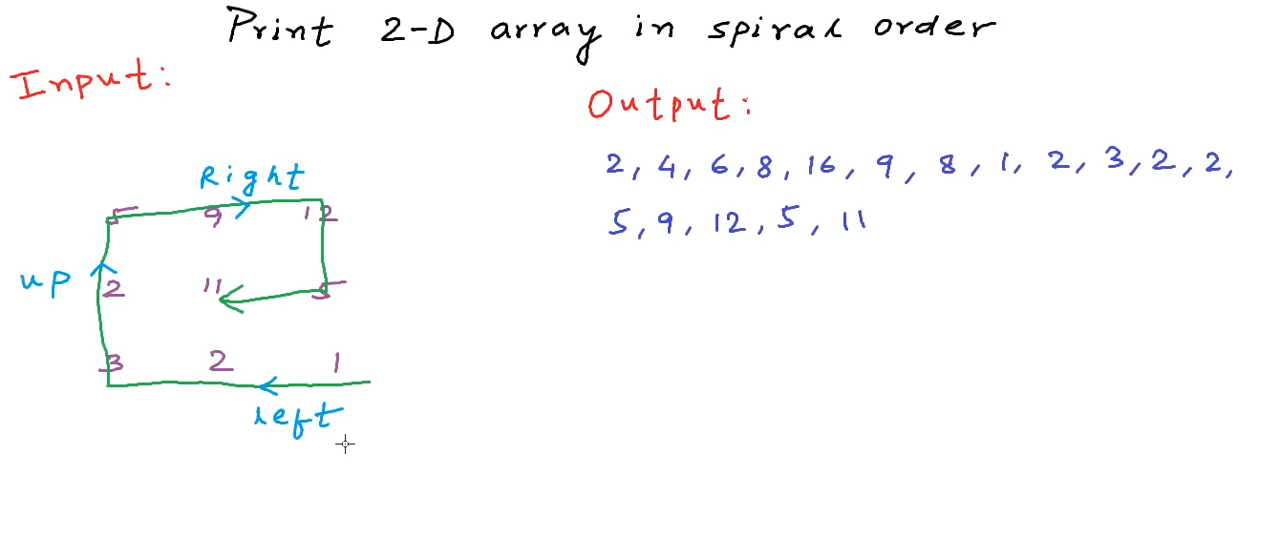 Print 2-D array in spiral order
Input:
Output:
2, 4, 6, 8, 16, 9, 8, 1, 2, 3, 2, 2,
5, 9, 12, 5, 11
Right
5 9 12
up
2 11 5
3 2 1
left